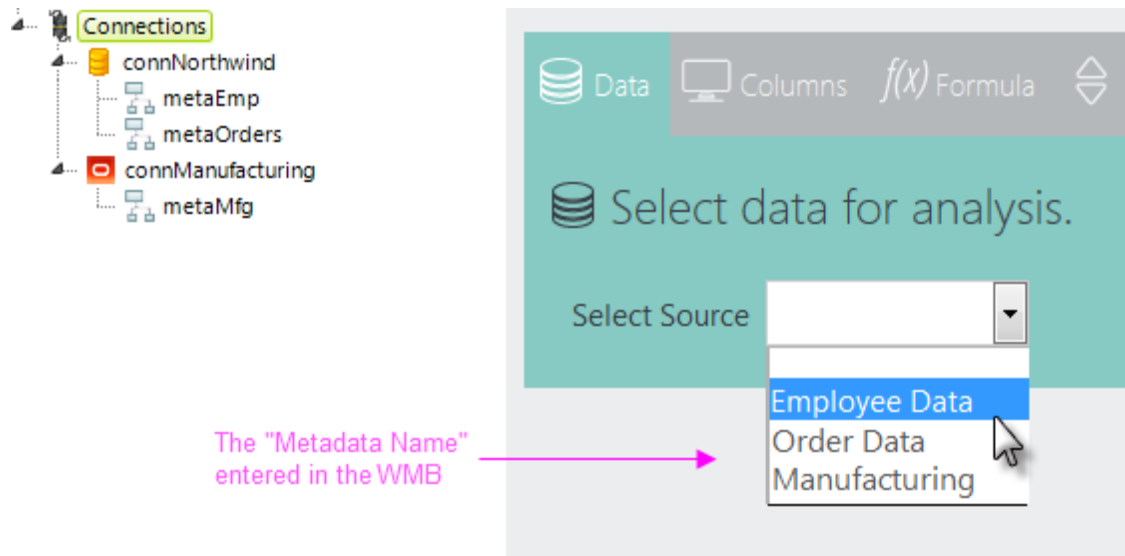 Connections
connNorthwind
metaEmp
metaOrders
connManufacturing
metaMfg
Data Columns f(x) Formula
Select data for analysis.
Select Source
Employee Data
Order Data
Manufacturing
The "Metadata Name"
entered in the WMB